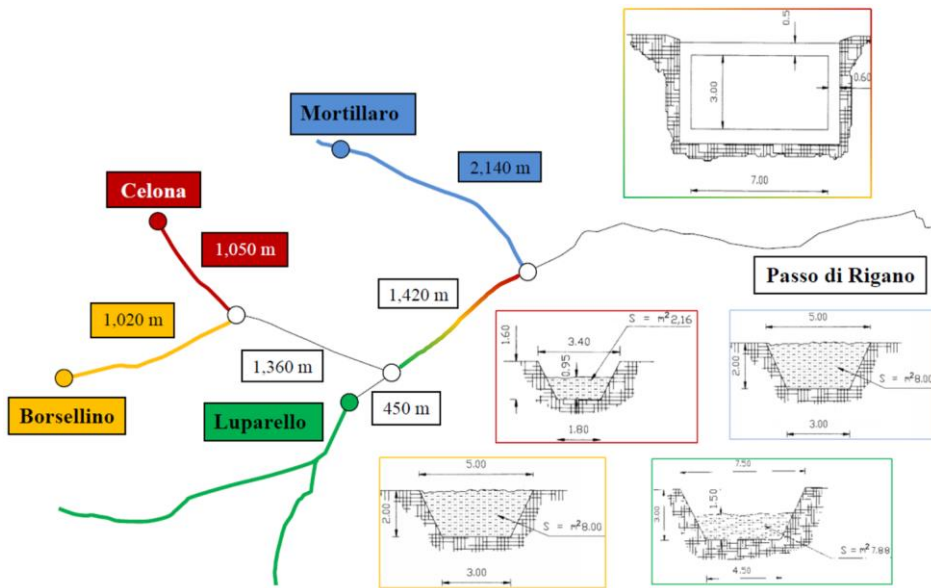 0.5
3.00
0.60
7.00
Mortillaro
2,140 m
Celona
1,050 m
1,020 m
1,420 m
Passo di Rigano
1,360 m
Borsellino
Luparello
450 m
S = m² 2,16
1.60
3.40
0.95
1.80
5.00
2.00
S = m² 8.00
3.00
5.00
2.00
S = m² 8.00
3.00
7.50
3.00
1.50
S = m² 7.88
4.50